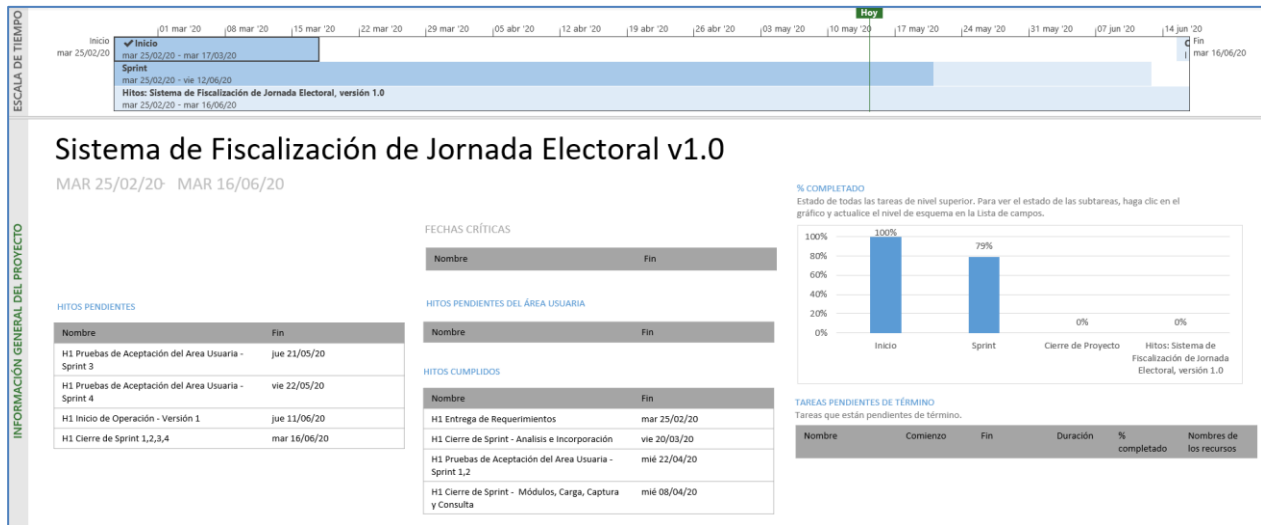 ESCALA DE TIEMPO
Hoy
01 mar '20 08 mar '20 15 mar '20 22 mar '20 29 mar '20 05 abr '20 12 abr '20 19 abr '20 26 abr '20 03 may '20 10 may '20 17 may '20 24 may '20 31 may '20 07 jun '20 14 jun '20
Inicio
mar 25/02/20
✔ Inicio
mar 25/02/20 - mar 17/03/20
Sprint
mar 25/02/20 - vie 12/06/20
Hitos: Sistema de Fiscalización de Jornada Electoral, versión 1.0
mar 25/02/20 - mar 16/06/20
Fin
mar 16/06/20
INFORMACIÓN GENERAL DEL PROYECTO
Sistema de Fiscalización de Jornada Electoral v1.0
MAR 25/02/20- MAR 16/06/20
HITOS PENDIENTES
Nombre Fin
H1 Pruebas de Aceptación del Area Usuaria - jue 21/05/20
Sprint 3
H1 Pruebas de Aceptación del Area Usuaria - vie 22/05/20
Sprint 4
H1 Inicio de Operación - Versión 1 jue 11/06/20
H1 Cierre de Sprint 1,2,3,4 mar 16/06/20
FECHAS CRÍTICAS
Nombre Fin
HITOS PENDIENTES DEL ÁREA USUARIA
Nombre Fin
HITOS CUMPLIDOS
Nombre Fin
H1 Entrega de Requerimientos mar 25/02/20
H1 Cierre de Sprint - Analisis e Incorporación vie 20/03/20
H1 Pruebas de Aceptación del Area Usuaria - mié 22/04/20
Sprint 1,2
H1 Cierre de Sprint - Módulos, Carga, Captura mié 08/04/20
y Consulta
% COMPLETADO
Estado de todas las tareas de nivel superior. Para ver el estado de las subtareas, haga clic en el
gráfico y actualice el nivel de esquema en la Lista de campos.
100%
80%
60%
40%
20%
0%
100%
79%
0%
0%
Inicio
Sprint
Cierre de Proyecto
Hitos: Sistema de
Fiscalización de Jornada
Electoral, versión 1.0
TAREAS PENDIENTES DE TÉRMINO
Tareas que están pendientes de término.
Nombre Comienzo Fin Duración % Nombres de
completado los recursos